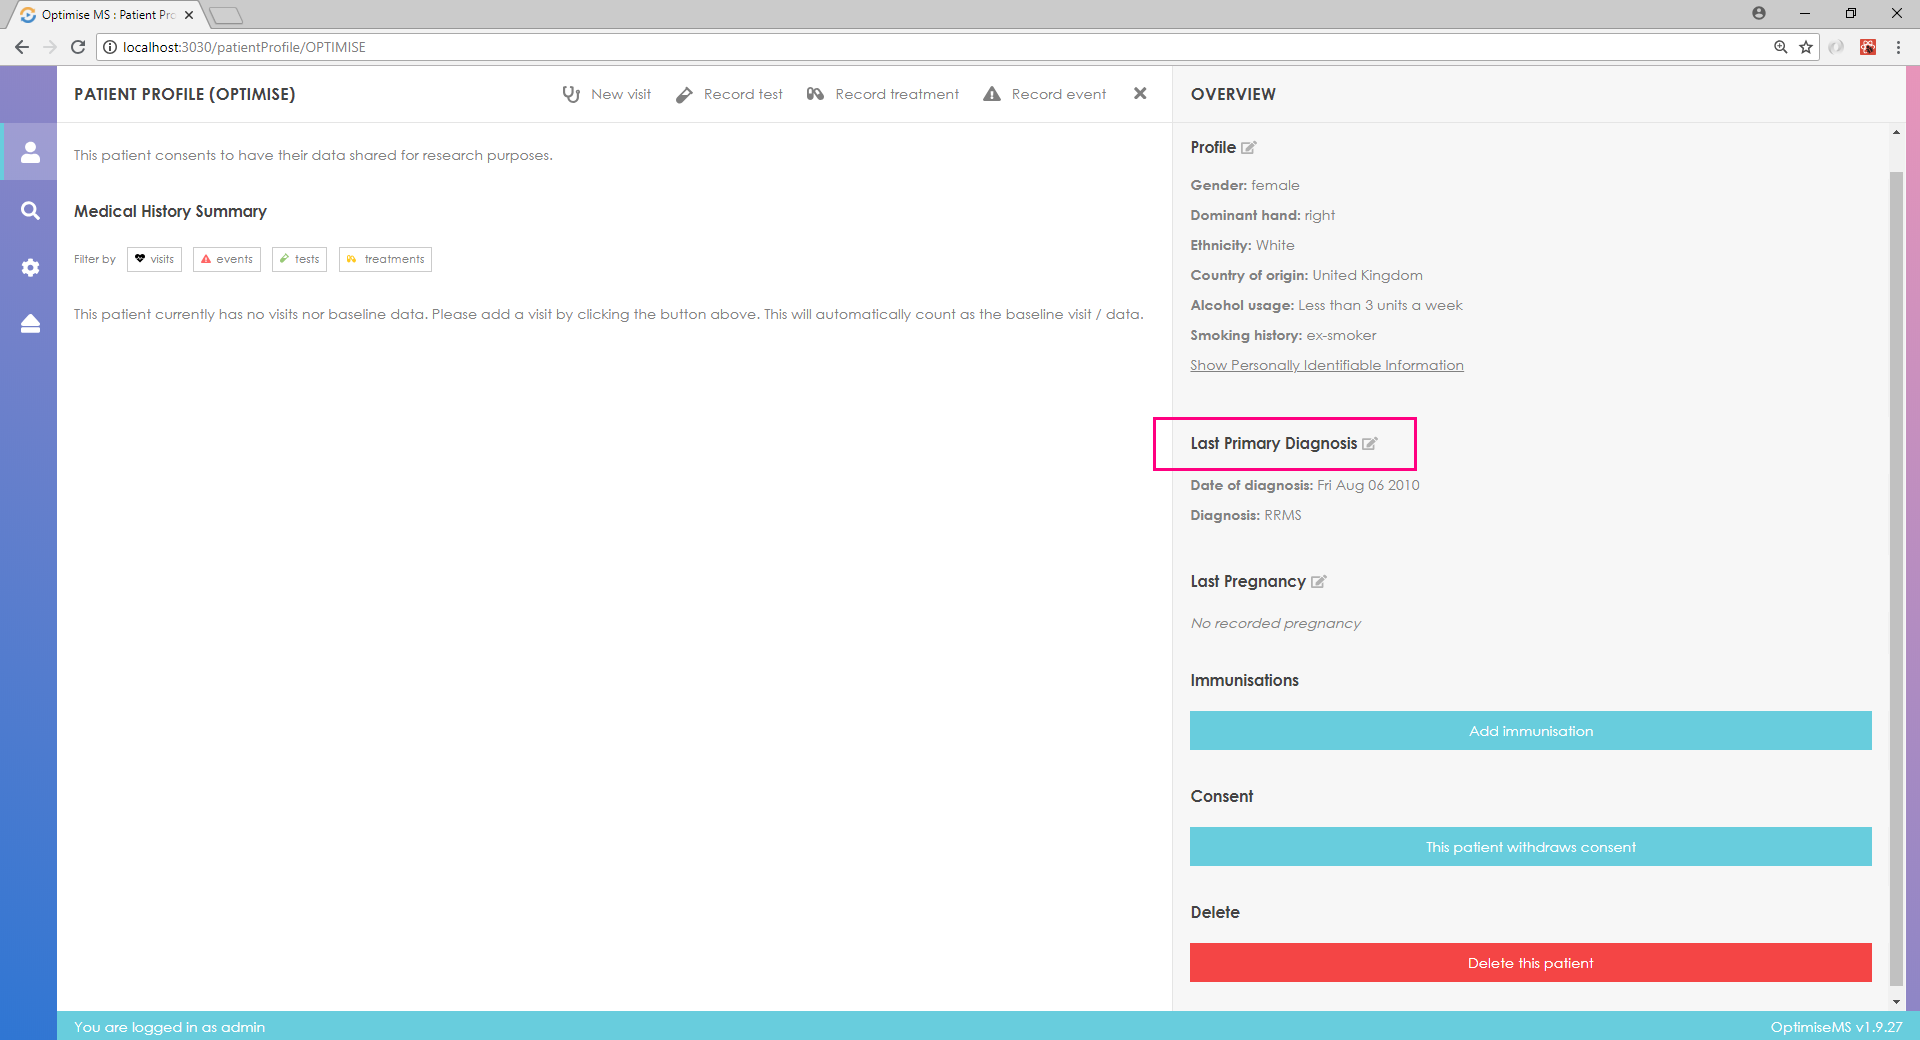 Optimise MS : Patient Pro
localhost:3030/patientProfile/OPTIMISE
PATIENT PROFILE (OPTIMISE)
New visit
Record test
Record treatment
Record event
This patient consents to have their data shared for research purposes.
Medical History Summary
Filter by
visits
events
tests
treatments
This patient currently has no visits nor baseline data. Please add a visit by clicking the button above. This will automatically count as the baseline visit / data.
OVERVIEW
Profile
Gender: female
Dominant hand: right
Ethnicity: White
Country of origin: United Kingdom
Alcohol usage: Less than 3 units a week
Smoking history: ex-smoker
Show Personally Identifiable Information
Last Primary Diagnosis
Date of diagnosis: Fri Aug 06 2010
Diagnosis: RRMS
Last Pregnancy
No recorded pregnancy
Immunisations
Add immunisation
Consent
This patient withdraws consent
Delete
Delete this patient
You are logged in as admin
OptimiseMS v1.9.27